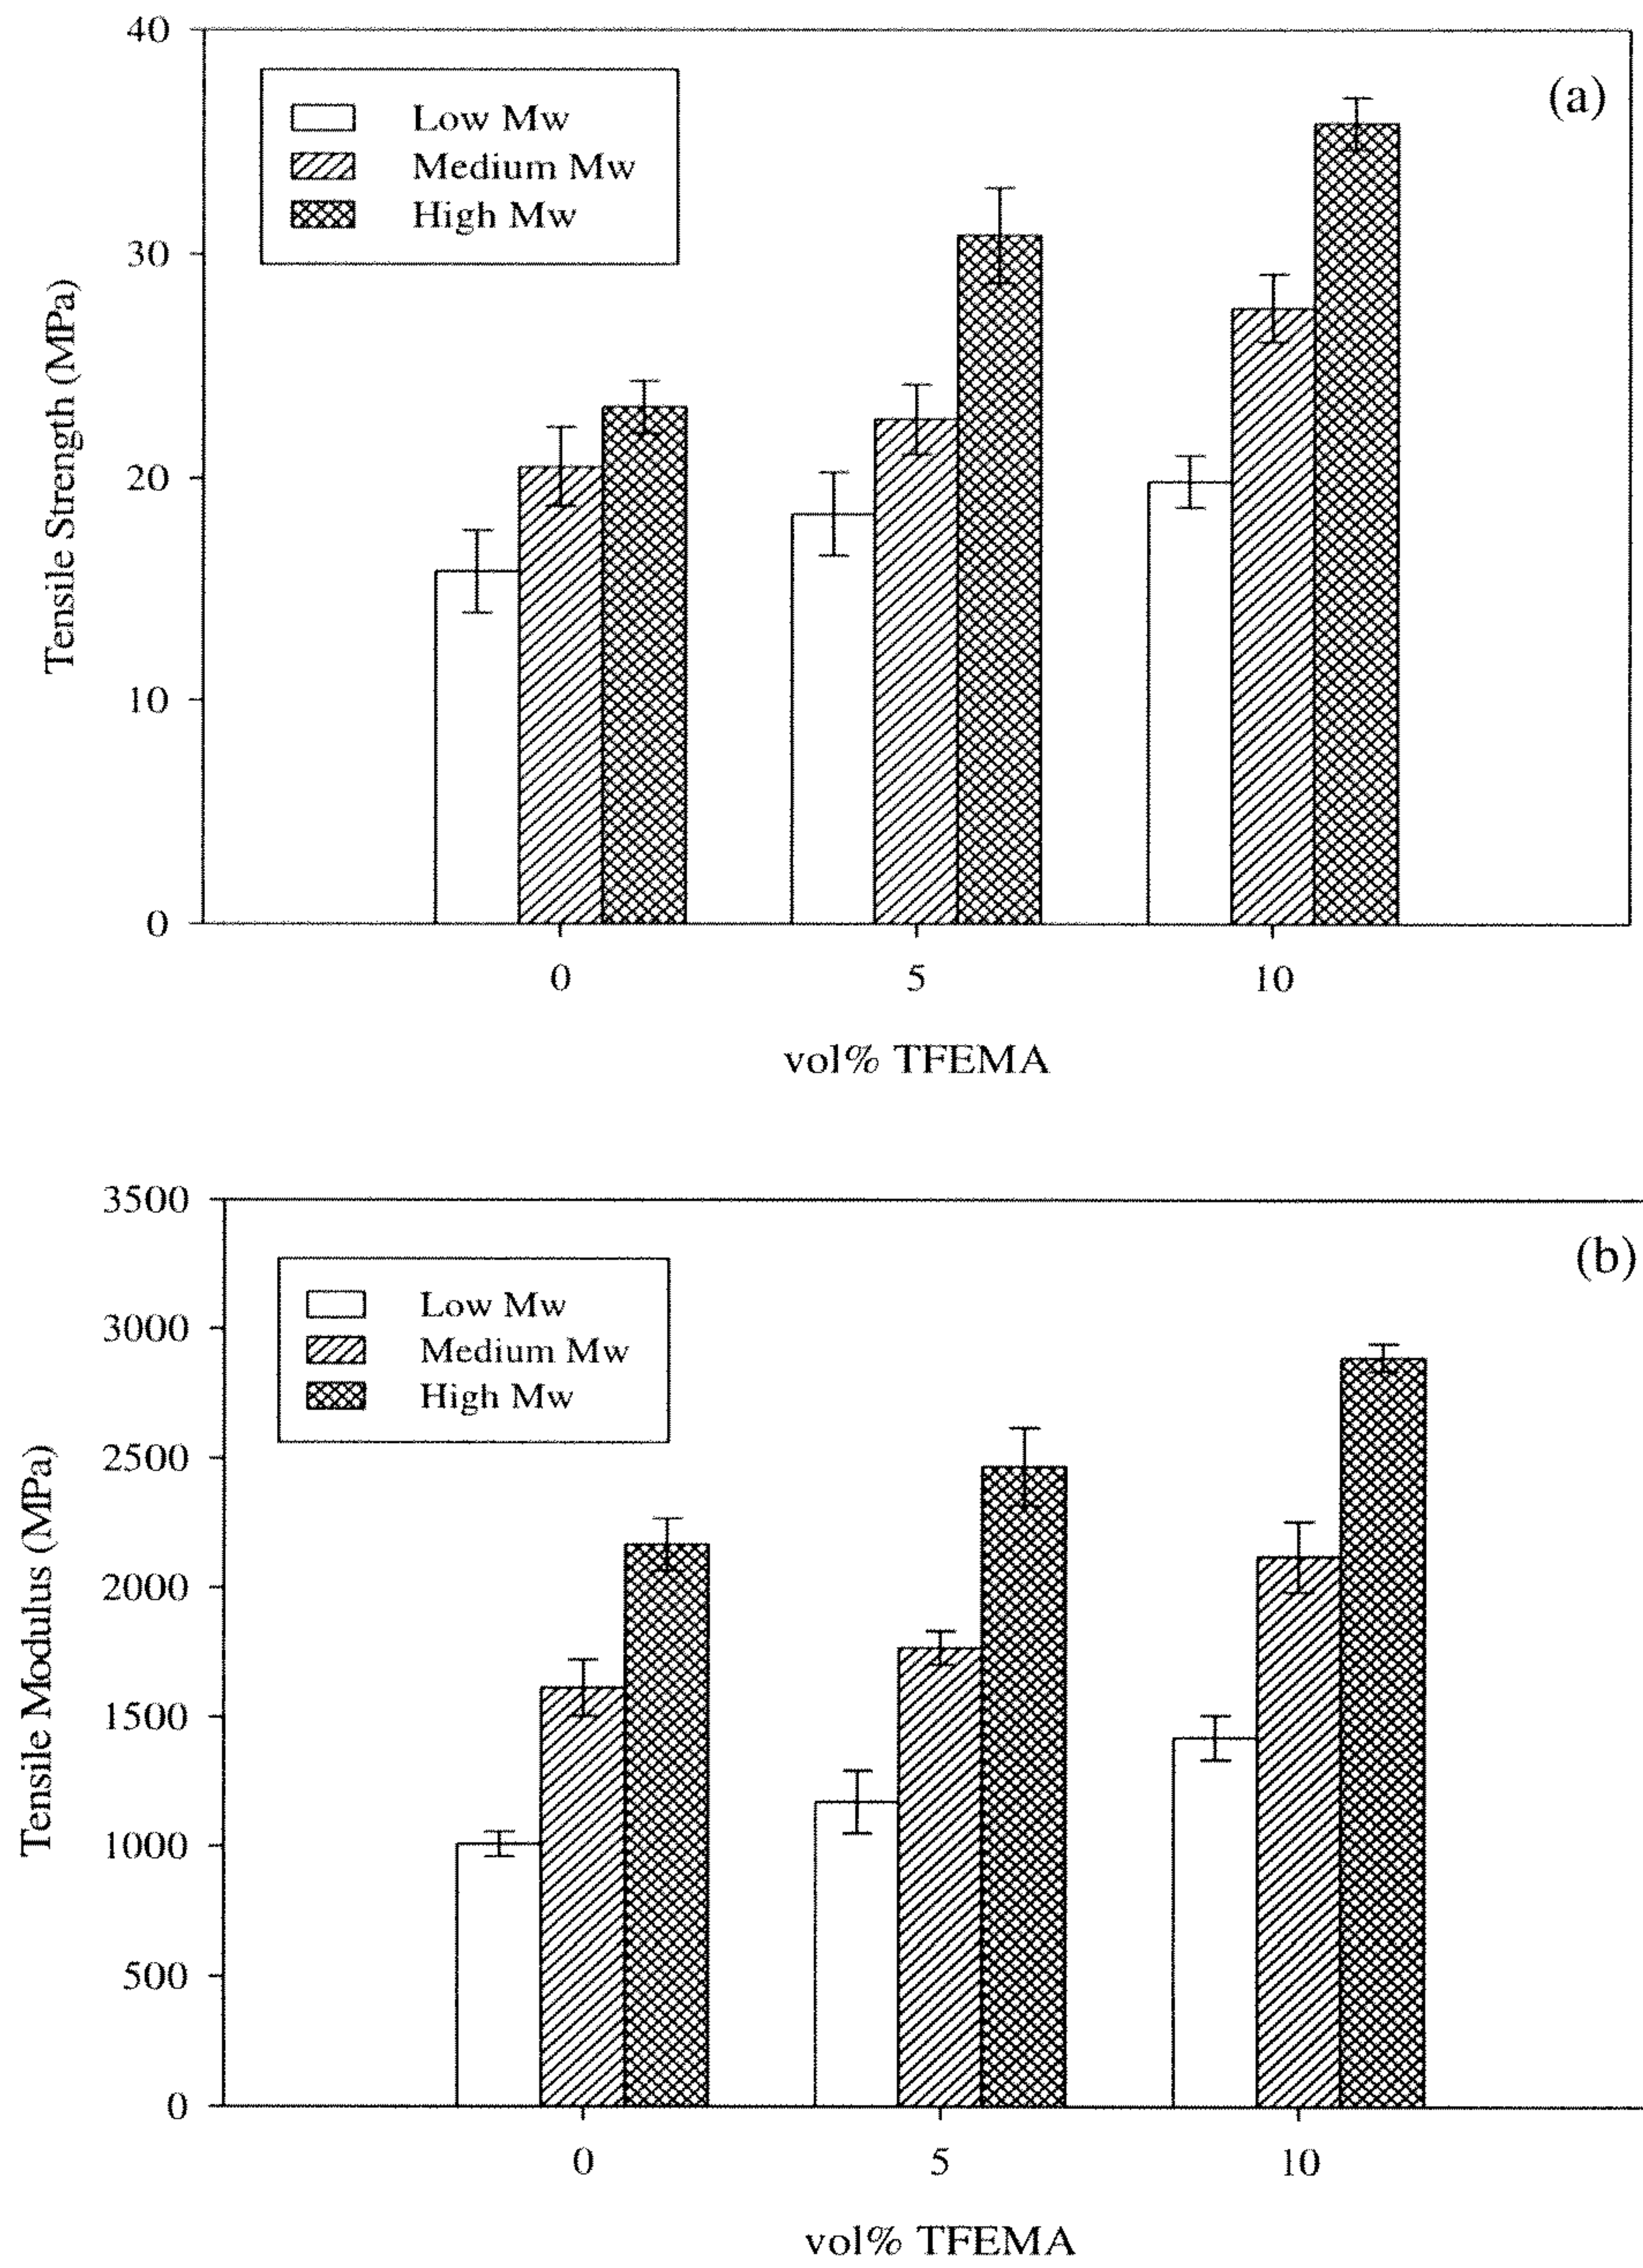 40
(a)
Low Mw
Medium Mw
High Mw
30
20
10
0
Tensile Strength (MPa)
0 5 10
vol% TFEMA
3500
(b)
Low Mw
Medium Mw
High Mw
3000
2500
2000
1500
1000
500
0
Tensile Modulus (MPa)
0 5 10
vol% TFEMA